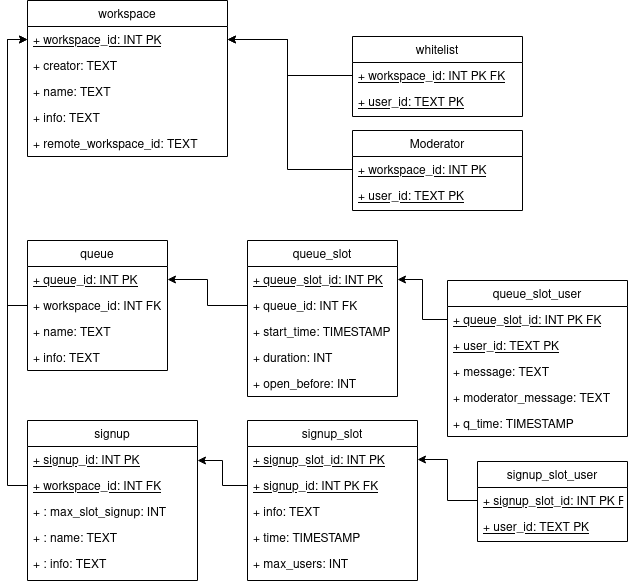 workspace
+ workspace_id: INT PK
+ creator: TEXT
+ name: TEXT
+ info: TEXT
+ remote_workspace_id: TEXT
whitelist
+ workspace_id: INT PK FK
+ user_id: TEXT PK
Moderator
+ workspace_id: INT PK
+ user_id: TEXT PK
queue
+ queue_id: INT PK
+ workspace_id: INT FK
+ name: TEXT
+ info: TEXT
queue_slot
+ queue_slot_id: INT PK
+ queue_id: INT FK
+ start_time: TIMESTAMP
+ duration: INT
+ open_before: INT
queue_slot_user
+ queue_slot_id: INT PK FK
+ user_id: TEXT PK
+ message: TEXT
+ moderator_message: TEXT
+ q_time: TIMESTAMP
signup
+ signup_id: INT PK
+ workspace_id: INT FK
+ : max_slot_signup: INT
+ : name: TEXT
+ : info: TEXT
signup_slot
+ signup_slot_id: INT PK
+ signup_id: INT PK FK
+ info: TEXT
+ time: TIMESTAMP
+ max_users: INT
signup_slot_user
+ signup_slot_id: INT PK F
+ user_id: TEXT PK